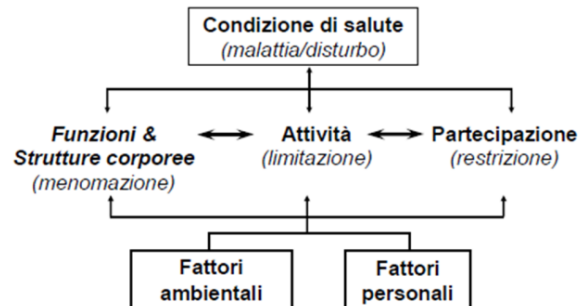 Condizione di salute
(malattia/disturbo)
Funzioni & Attività Partecipazione
Strutture corporee (limitazione) (restrizione)
(menomazione)
Fattori Fattori
ambientali personali